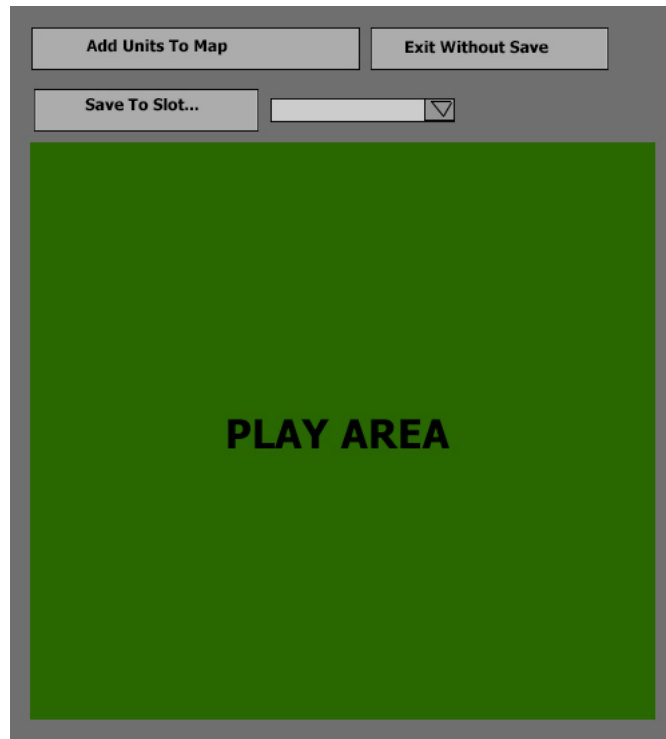 Add Units To Map
Exit Without Save
Save To Slot...
PLAY AREA